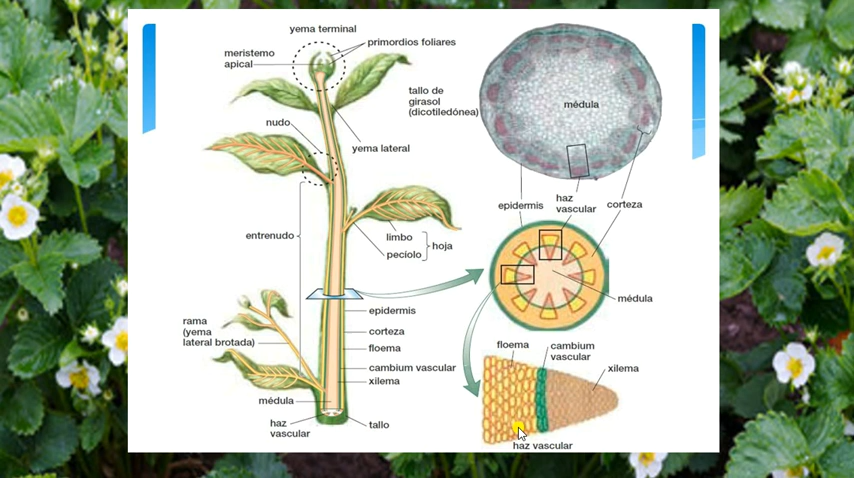 yema terminal
meristemo
apical
primordios foliares
nudo
yema lateral
entrenudo
limbo
pecíolo
hoja
rama
(yema
lateral brotada)
epidermis
corteza
floema
cambium vascular
xilema
médula
haz
vascular
tallo
tallo de
girasol
(dicotiledónea)
médula
epidermis
haz
vascular
corteza
médula
floema
cambium
vascular
xilema
haz vascular